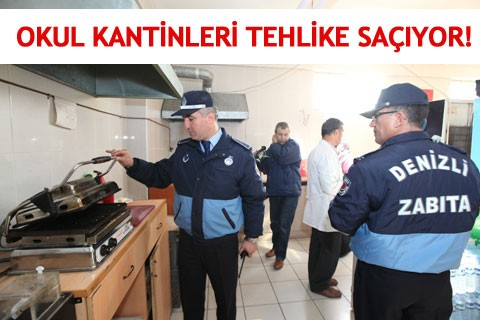 OKUL KANTİNLERİ TEHLİKE SAÇIYOR!
DENİZLİ
ZABITA